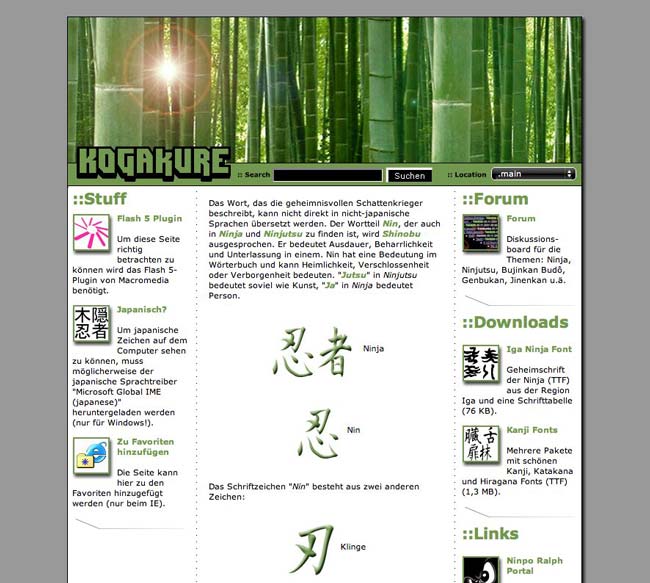 KOGAKURE
:: Search
Suchen
:: Location
.main
::Stuff
Flash 5 Plugin
Um diese Seite
richtig
betrachten zu
können wird das Flash 5-
Plugin von Macromedia
benötigt.
木隠
忍者
Japanisch?
Um japanische
Zeichen auf dem
Computer sehen
zu können, muss
möglicherweise der
japanische Sprachtreiber
"Microsoft Global IME
(japanese)"
heruntergeladen werden
(nur für Windows!).
Zu Favoriten
hinzufügen
Die Seite kann
hier zu den
Favoriten hinzugefügt
werden (nur beim IE).
Das Wort, das die geheimnisvollen Schattenkrieger
beschreibt, kann nicht direkt in nicht-japanische
Sprachen übersetzt werden. Der Wortteil Nin, der auch
in Ninja und Ninjutsu zu finden ist, wird Shinobu
ausgesprochen. Er bedeutet Ausdauer, Beharrlichkeit
und Unterlassung in einem. Nin hat eine Bedeutung im
Wörterbuch und kann Heimlichkeit, Verschlossenheit
oder Verborgenheit bedeuten. "Jutsu" in Ninjutsu
bedeutet soviel wie Kunst, "Ja" in Ninja bedeutet
Person.
忍者 Ninja
忍 Nin
Das Schriftzeichen "Nin" besteht aus zwei anderen
Zeichen:
刃 Klinge
::Forum
Forum
Diskussions-
board für die
Themen: Ninja,
Ninjutsu, Bujinkan Budô,
Genbukan, Jinenkan u.ä.
::Downloads
Iga Ninja Font
Geheimschrift
der Ninja (TTF)
aus der Region
Iga und eine Schrifttabelle
(76 KB).
Kanji Fonts
Mehrere Pakete
mit schönen
Kanji, Katakana
und Hiragana Fonts (TTF)
(1,3 MB).
::Links
Ninpo Ralph
Portal